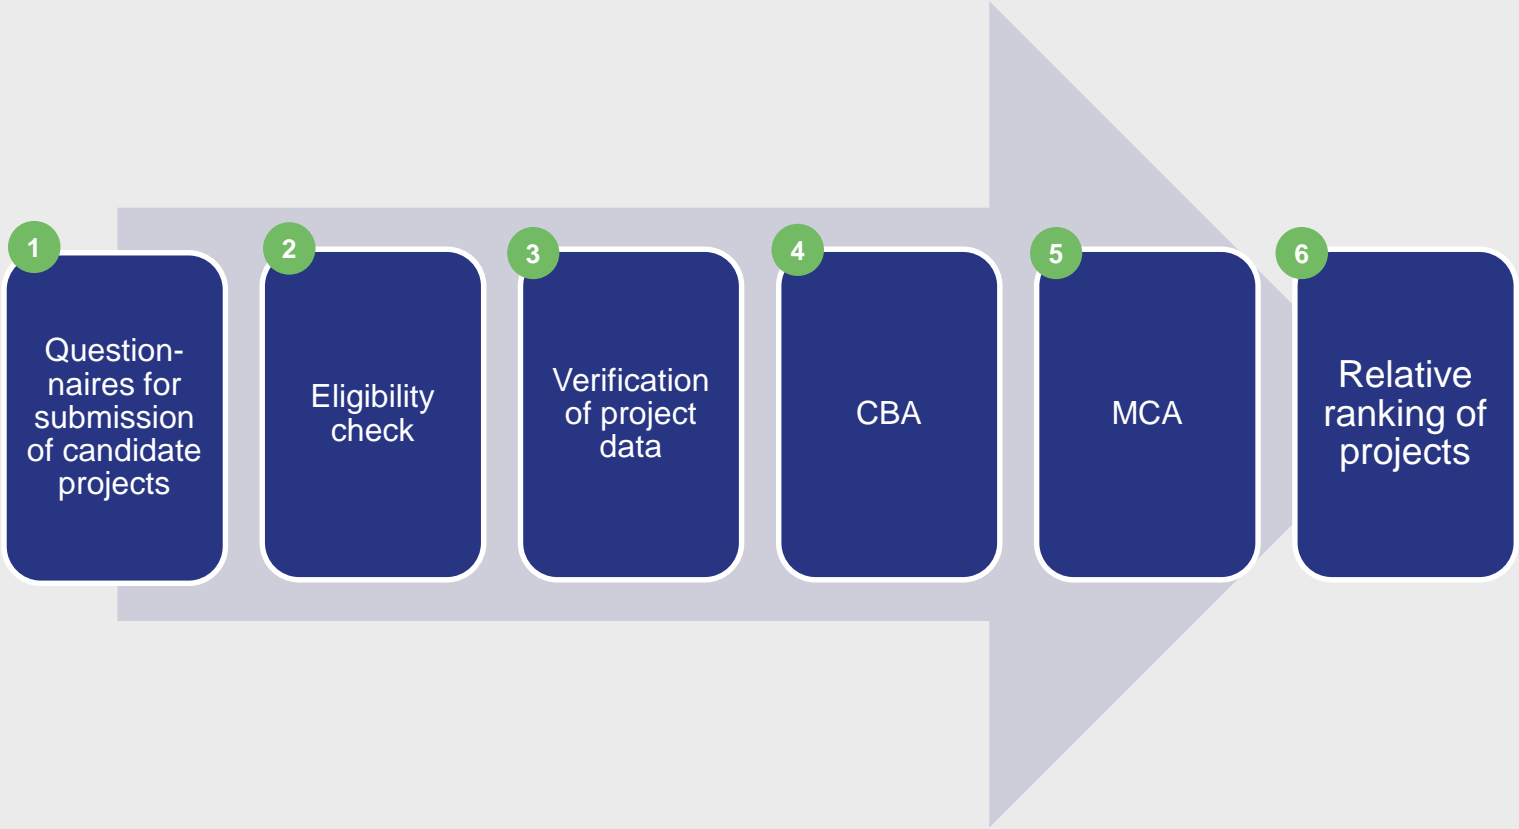 1
Question-
naires for
submission
of candidate
projects
2
Eligibility
check
3
Verification
of project
data
4
CBA
5
MCA
6
Relative
ranking of
projects